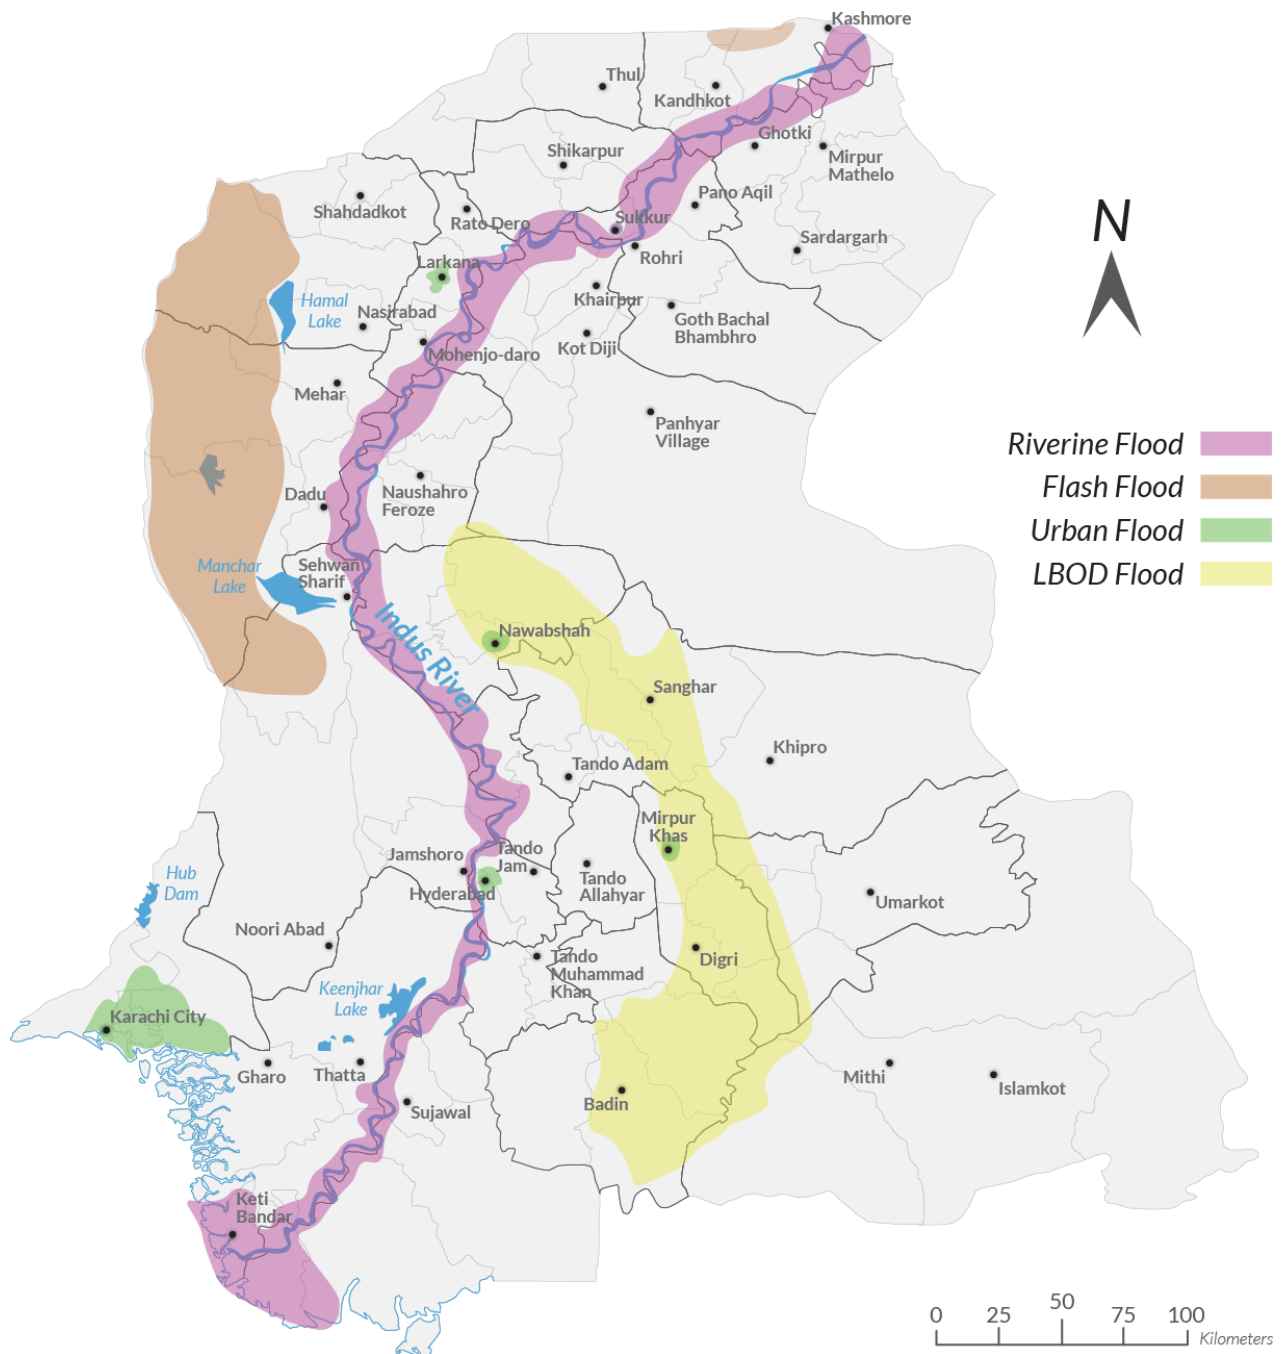 Kashmore
Thul
Kandhkot
Ghotki
Shikarpur
Mirpur
Mathelo
Pano Aqil
Shahdadkot
Rato Dero
Sukkur
Sardargarh
Rohri
Larkana
Khairpur
Hamal
Lake
Nasirabad
Goth Bachal
Bhambhro
Kot Diji
Mohenjo-daro
Mehar
Panhyar
Village
Dadu
Naushahro
Feroze
Manchar
Lake
Sehwan
Sharif
Indus River
Nawabshah
Sanghar
Khipro
Tando Adam
Mirpur
Khas
Jamshoro
Tando
Jam
Hub
Dam
Hyderabad
Tando
Allahyar
Umarkot
Noori Abad
Digri
Tando
Muhammad
Khan
Keenjhar
Lake
Karachi City
Gharo
Thatta
Mithi
Islamkot
Sujawal
Badin
Keti
Bandar
N
Riverine Flood
Flash Flood
Urban Flood
LBOD Flood
0 25 50 75 100
Kilometers